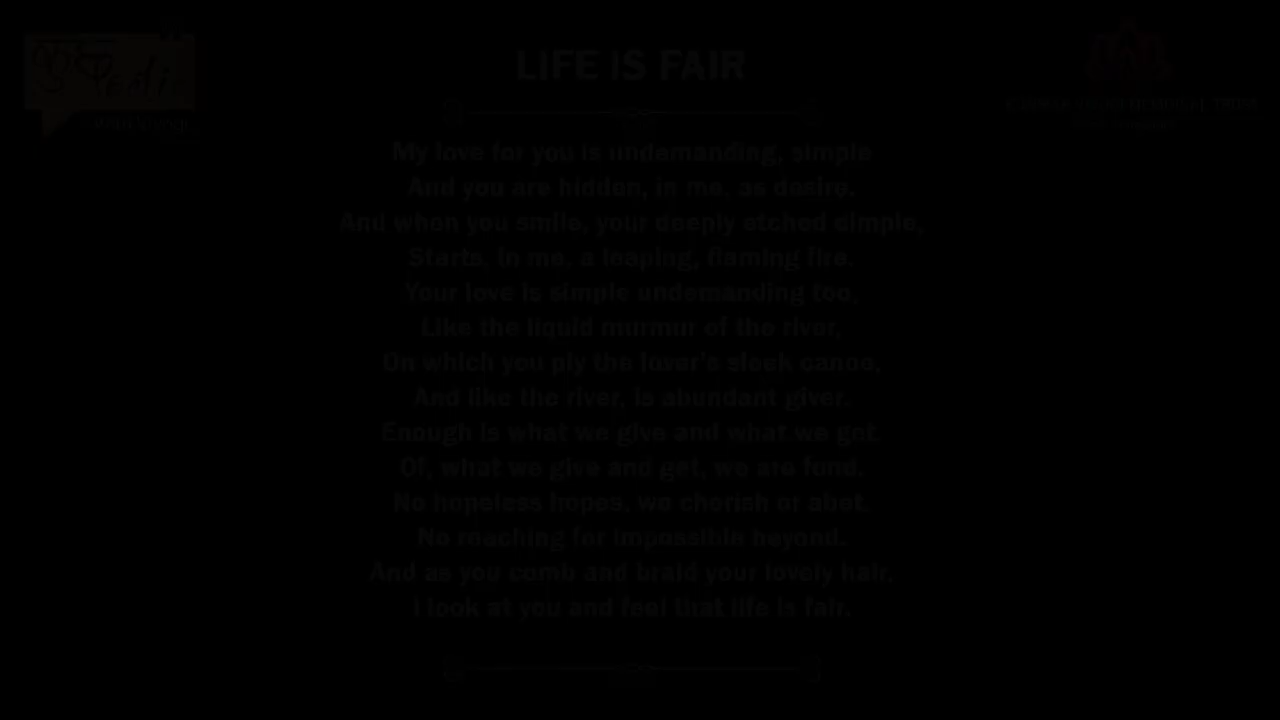 LIFE IS FAIR
My love for you is undemanding, simple
And you are hidden, in me, as desire.
And when you smile, your deeply etched dimple,
Starts, in me, a leaping, flaming fire.
Your love is simple undemanding too,
Like the liquid murmur of the river,
On which you ply the lover's sleek canoe,
And like the river, is abundant giver.
Enough is what we give and what we get.
Of, what we give and get, we are fond.
No hopeless hopes, we cherish or abet.
No reaching for impossible beyond.
And as you comb and braid your lovely hair,
I look at you and feel that life is fair.